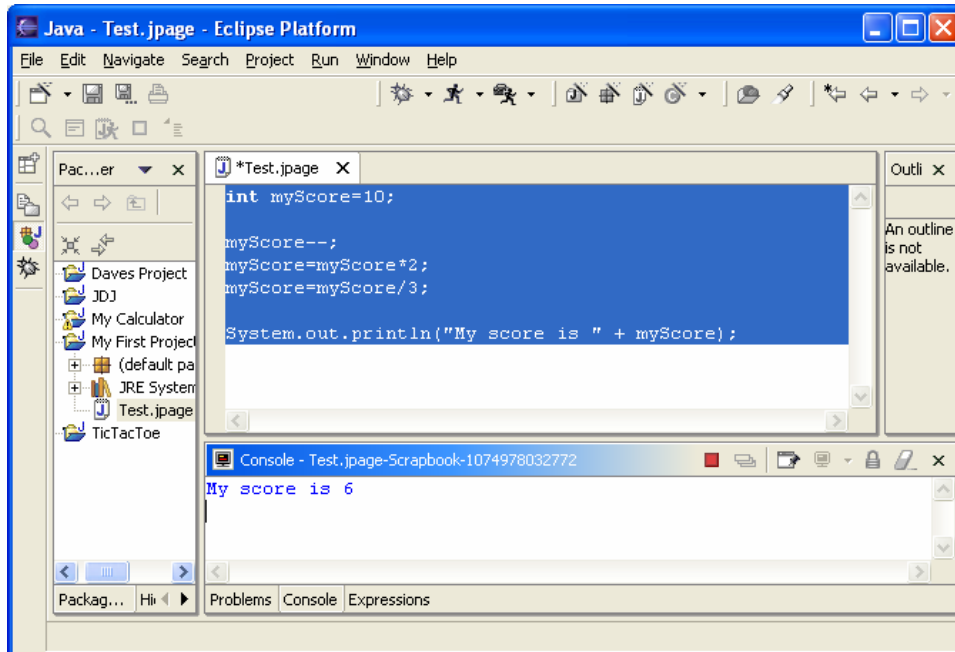 Java - Test.jpage - Eclipse Platform
File Edit Navigate Search Project Run Window Help
Pac...er
*Test.jpage
Outli
int myScore=10;
myScore--;
myScore=myScore*2;
myScore=myScore/3;
System.out.println("My score is " + myScore);
An outline
is not
available.
Daves Project
JDJ
My Calculator
My First Project
(default pa
JRE System
Test.jpage
TicTacToe
Console - Test.jpage-Scrapbook-1074978032772
My score is 6
Packag... Hi
Problems Console Expressions